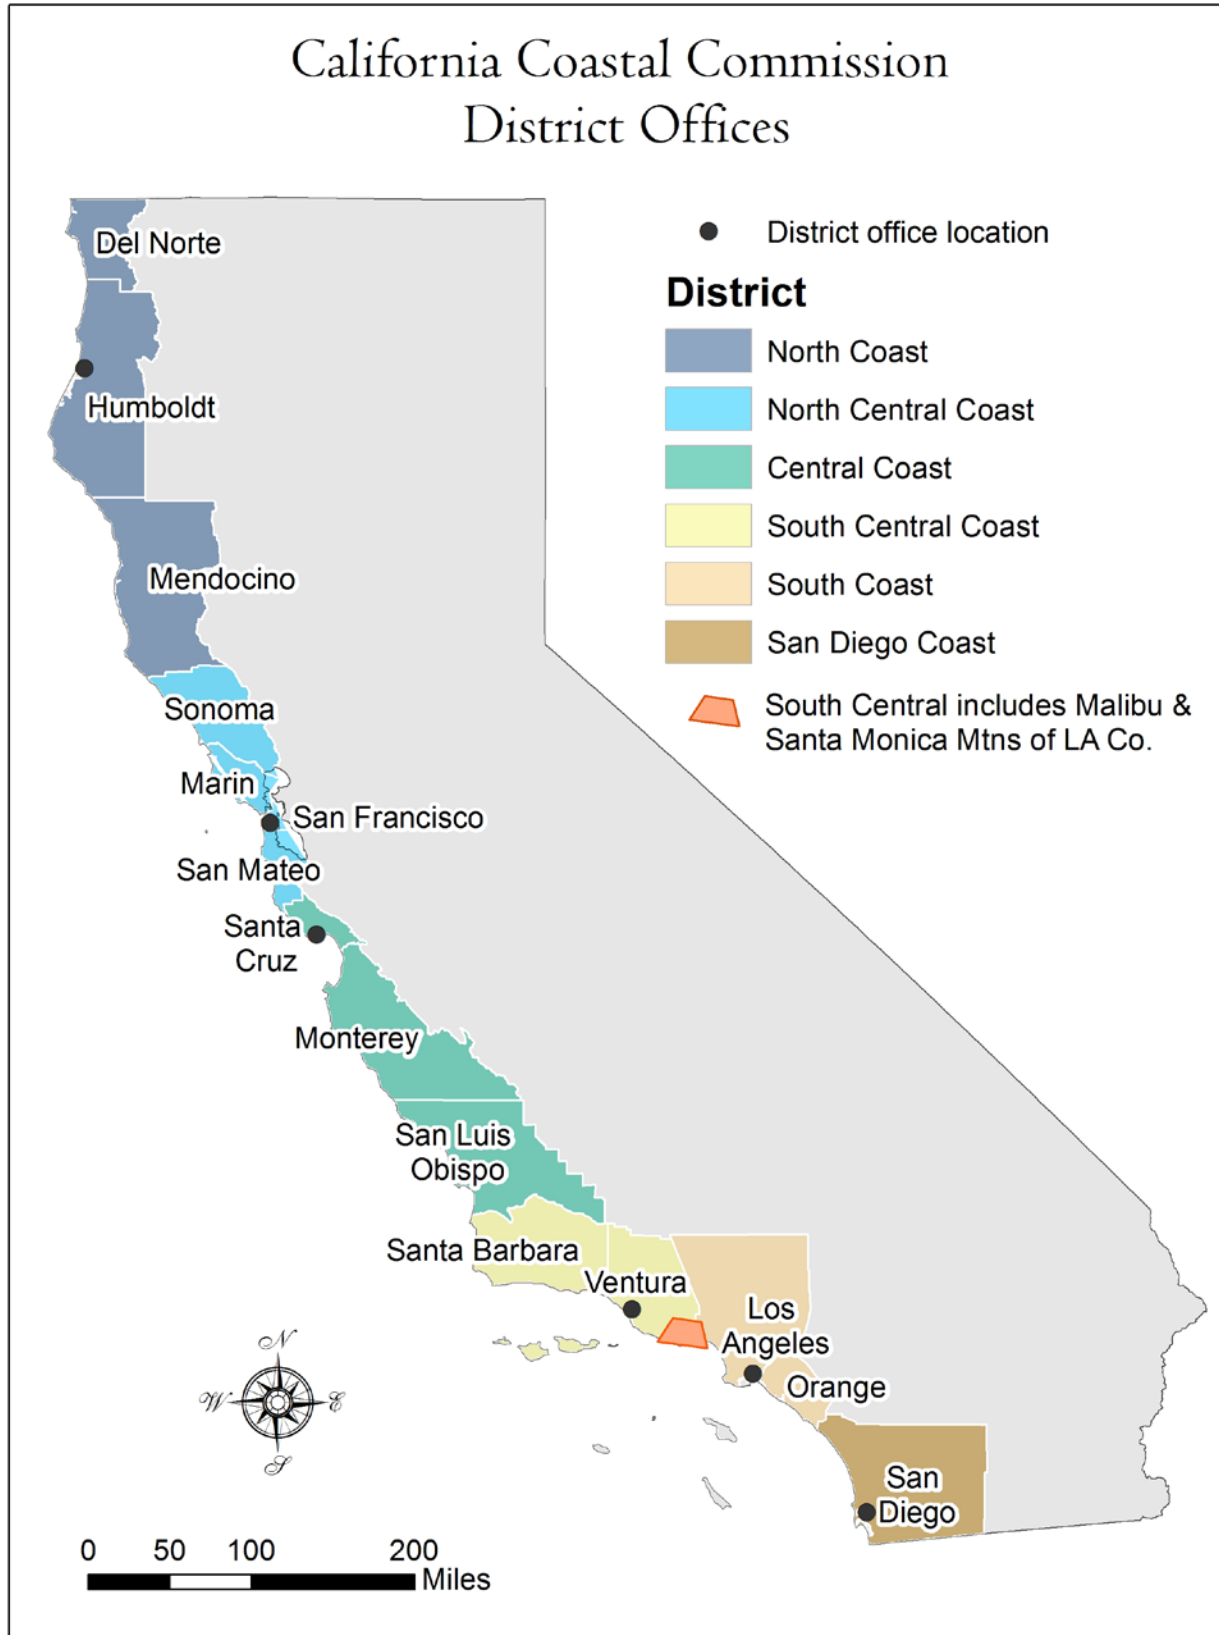 California Coastal Commission
District Offices
District office location
District
North Coast
North Central Coast
Central Coast
South Central Coast
South Coast
San Diego Coast
South Central includes Malibu &
Santa Monica Mtns of LA Co.
Del Norte
Humboldt
Mendocino
Sonoma
Marin
San Francisco
San Mateo
Santa
Cruz
Monterey
San Luis
Obispo
Santa Barbara
Ventura
Los
Angeles
Orange
San
Diego
N
W E
S
0 50 100 200
Miles